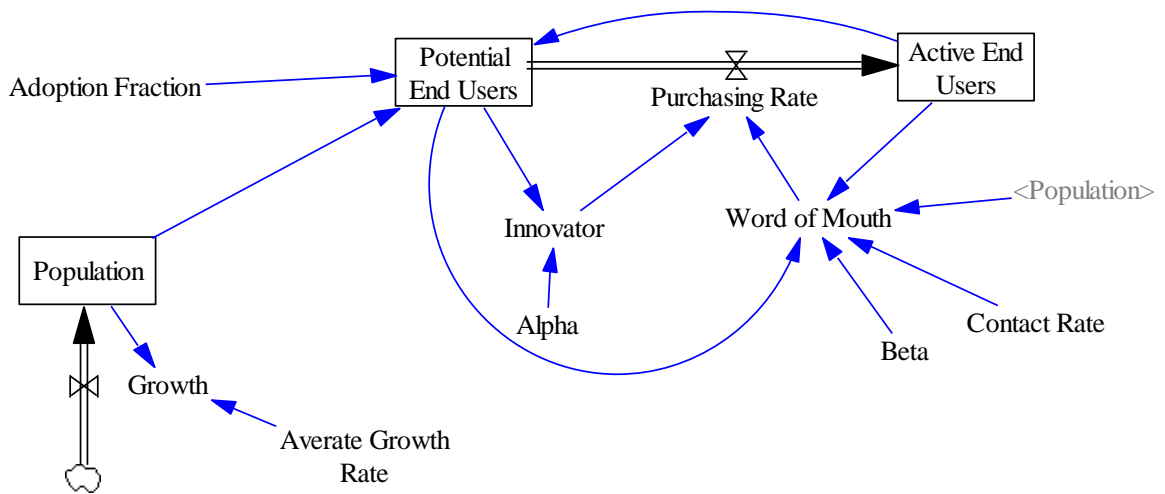 Potential
End Users
Active End
Users
Adoption Fraction
Purchasing Rate
<Population>
Innovator
Word of Mouth
Population
Alpha
Contact Rate
Beta
Growth
Averate Growth
Rate